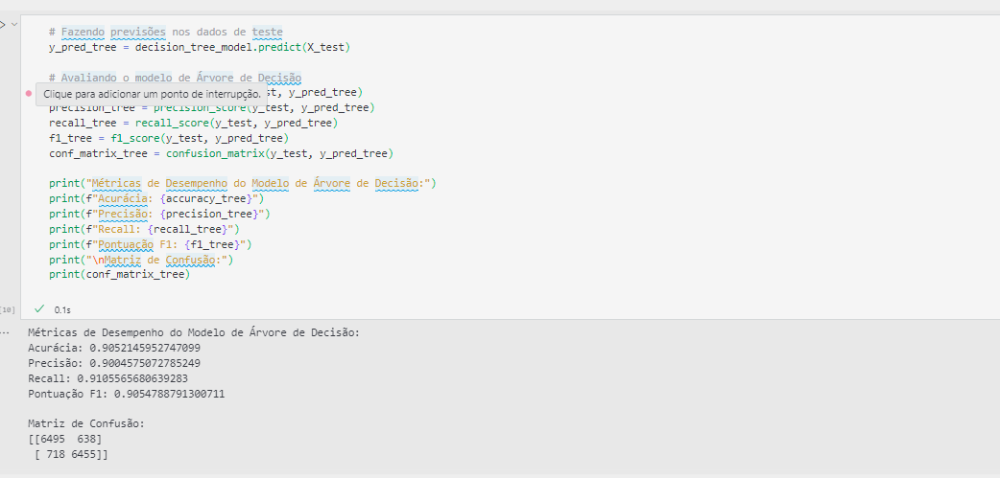 # Fazendo previsões nos dados de teste
y_pred_tree = decision_tree_model.predict(X_test)
# Avaliando o modelo de Árvore de Decisão
Clique para adicionar um ponto de interrupção.
st, y_pred_tree)
precision_tree = precision_score(y_test, y_pred_tree)
recall_tree = recall_score(y_test, y_pred_tree)
f1_tree = f1_score(y_test, y_pred_tree)
conf_matrix_tree = confusion_matrix(y_test, y_pred_tree)
print("Métricas de Desempenho do Modelo de Árvore de Decisão:")
print(f"Acurácia: {accuracy_tree}")
print(f"Precisão: {precision_tree}")
print(f"Recall: {recall_tree}")
print(f"Pontuação F1: {f1_tree}")
print("\nMatriz de Confusão:")
print(conf_matrix_tree)
[10]
0.1s
Métricas de Desempenho do Modelo de Árvore de Decisão:
Acurácia: 0.9052145952747099
Precisão: 0.9004575072785249
Recall: 0.9105565680639283
Pontuação F1: 0.9054788791300711
Matriz de Confusão:
[[6495  638]
[ 718 6455]]